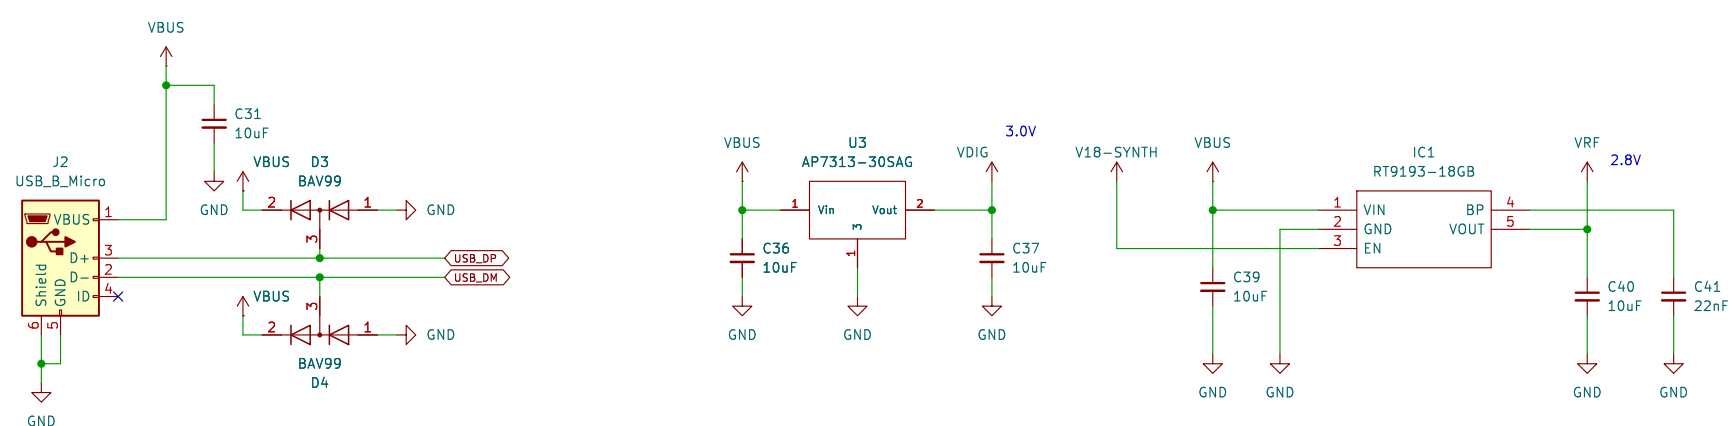 VBUS
C31
10uF
J2
USB_B_Micro
VBUS
1
D+
3
D-
2
ID
4
Shield
GND
6
5
GND
GND
VBUS
D3
BAV99
2
1
3
GND
USB_DP
USB_DM
VBUS
3
2
1
GND
BAV99
D4
VBUS
U3
AP7313-30SAG
1
Vin
Vout
2
3
1
C36
10uF
GND
GND
3.0V
VDIG
C37
10uF
GND
V18-SYNTH
VBUS
IC1
RT9193-18GB
1
VIN
2
GND
3
EN
BP
4
VOUT
5
C39
10uF
GND
GND
VRF
2.8V
C40
10uF
GND
C41
22nF
GND